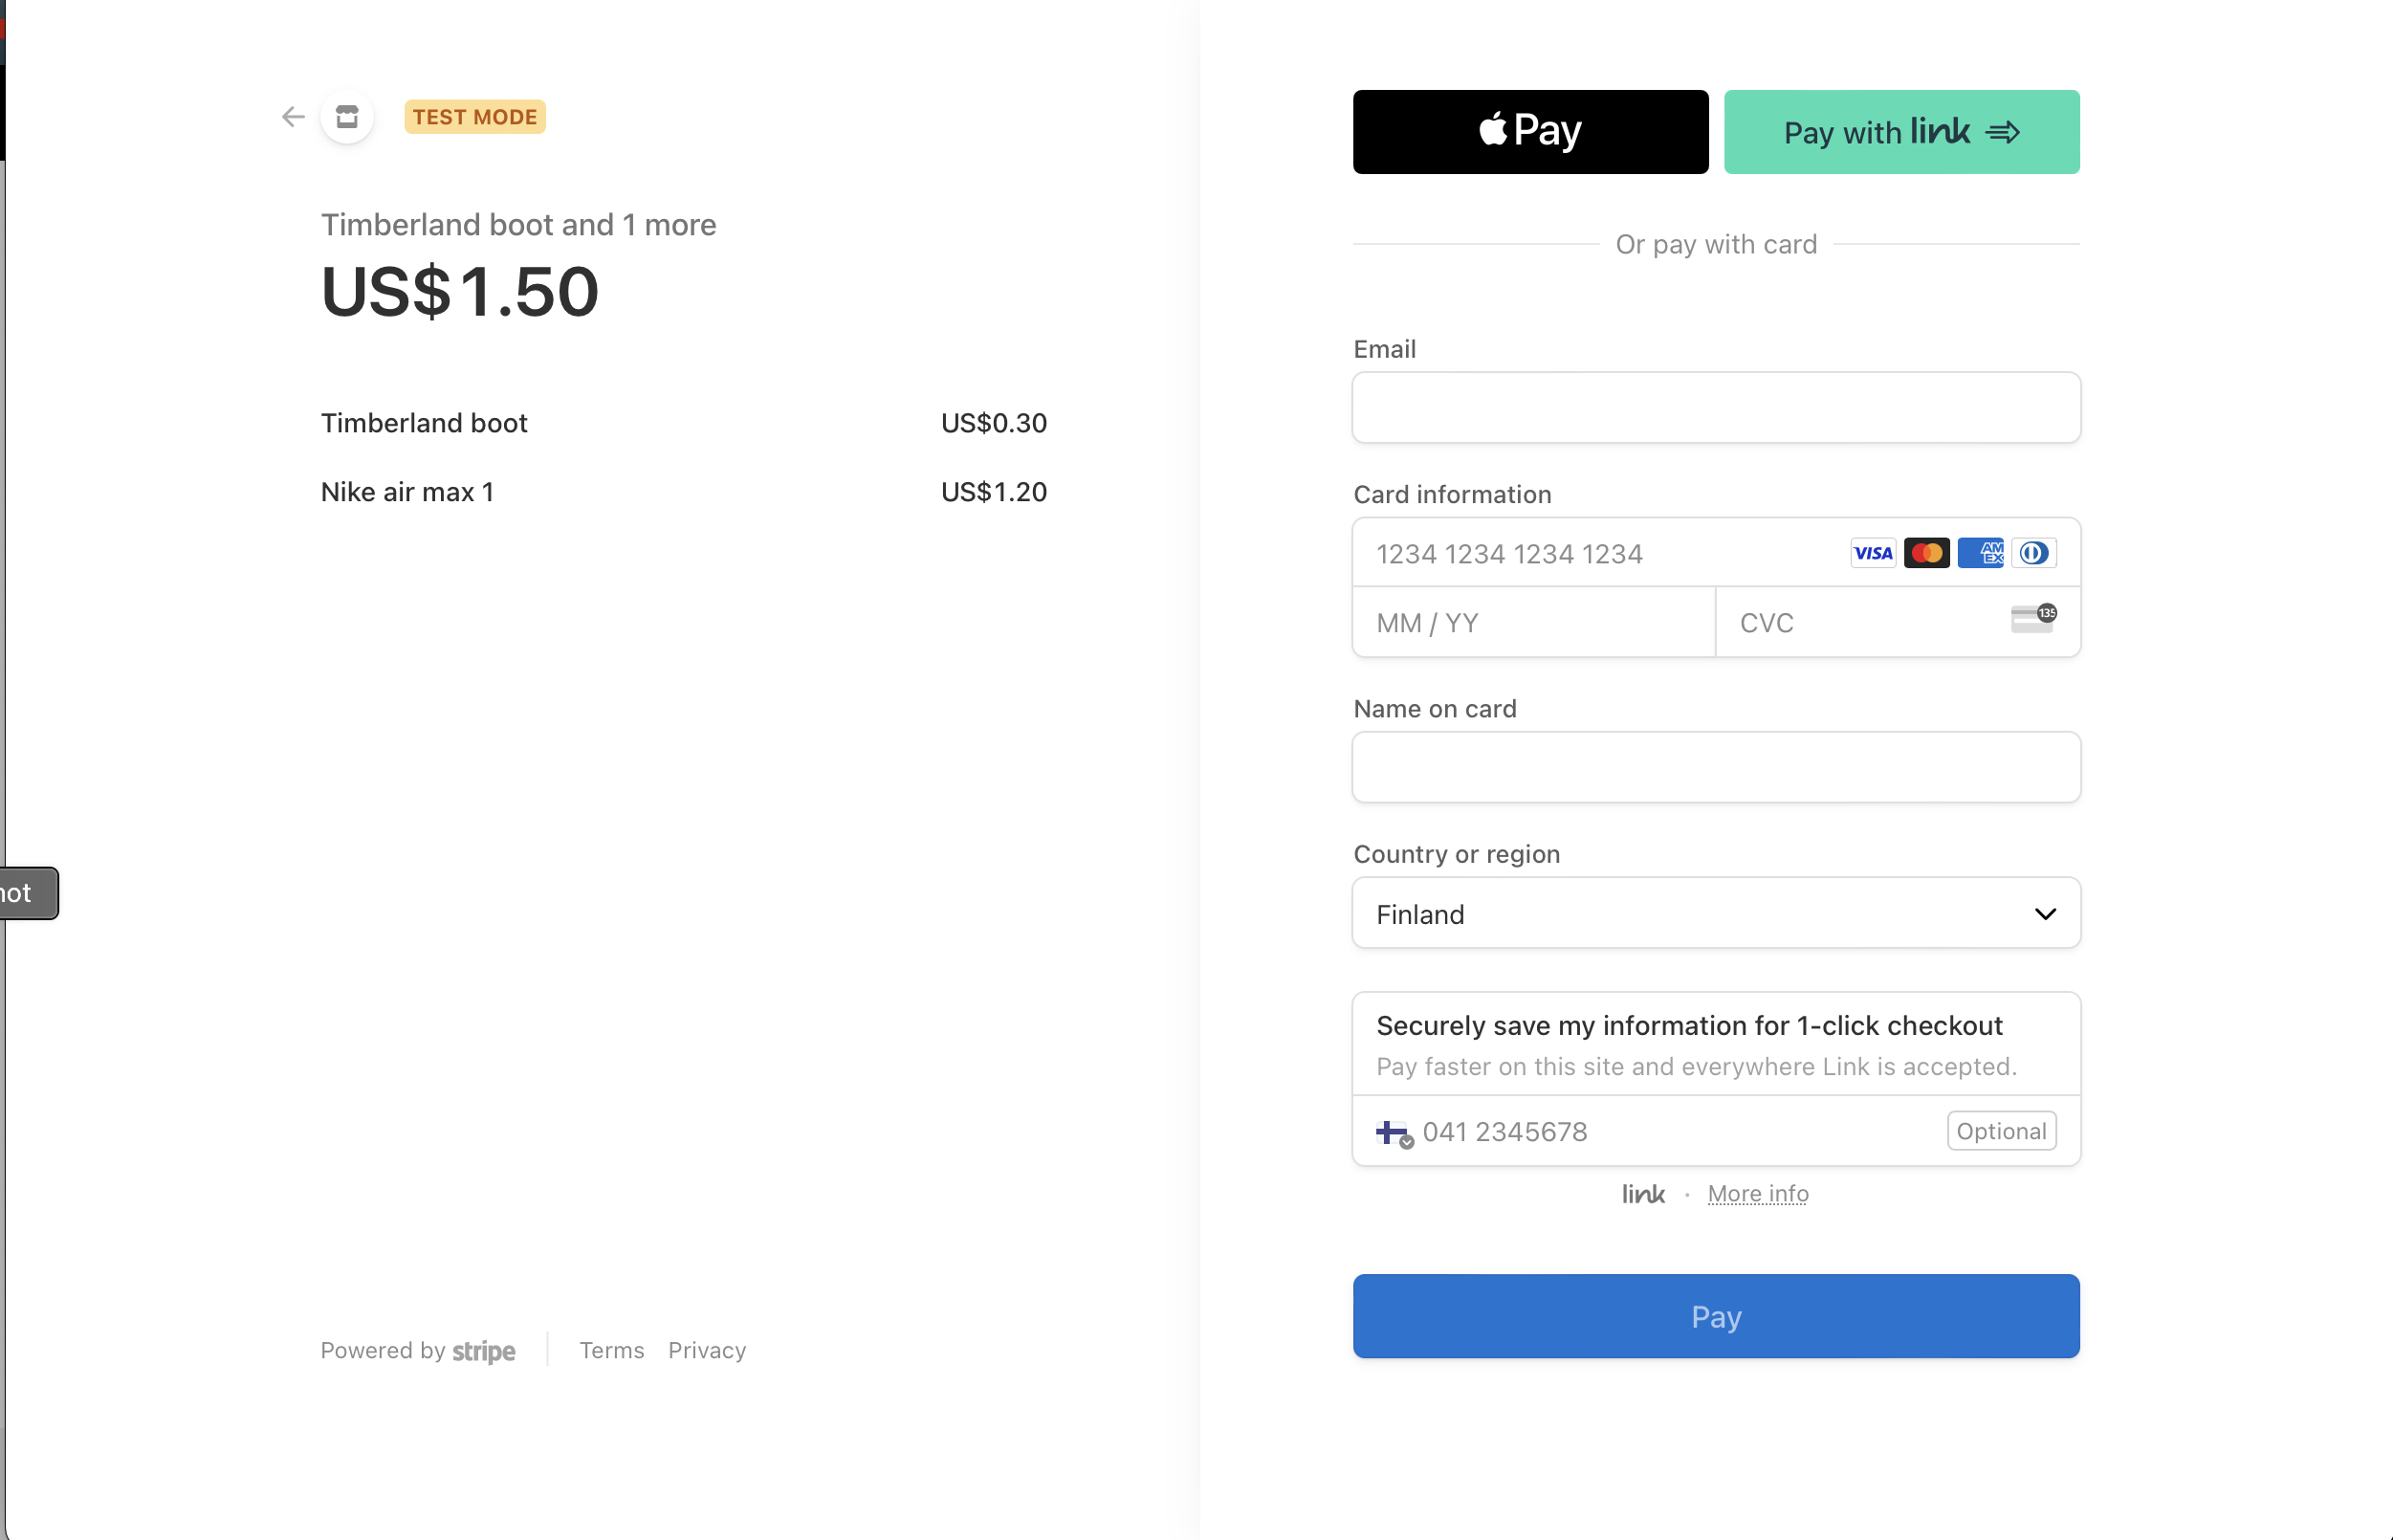 TEST MODE
Timberland boot and 1 more
US$1.50
Timberland boot US$0.30
Nike air max 1 US$1.20
Powered by stripe Terms Privacy
Pay Pay with link
Or pay with card
Email
Card information
1234 1234 1234 1234 VISA AMEX
MM / YY CVC 135
Name on card
Country or region
Finland
Securely save my information for 1-click checkout
Pay faster on this site and everywhere Link is accepted.
041 2345678 Optional
link · More info
Pay